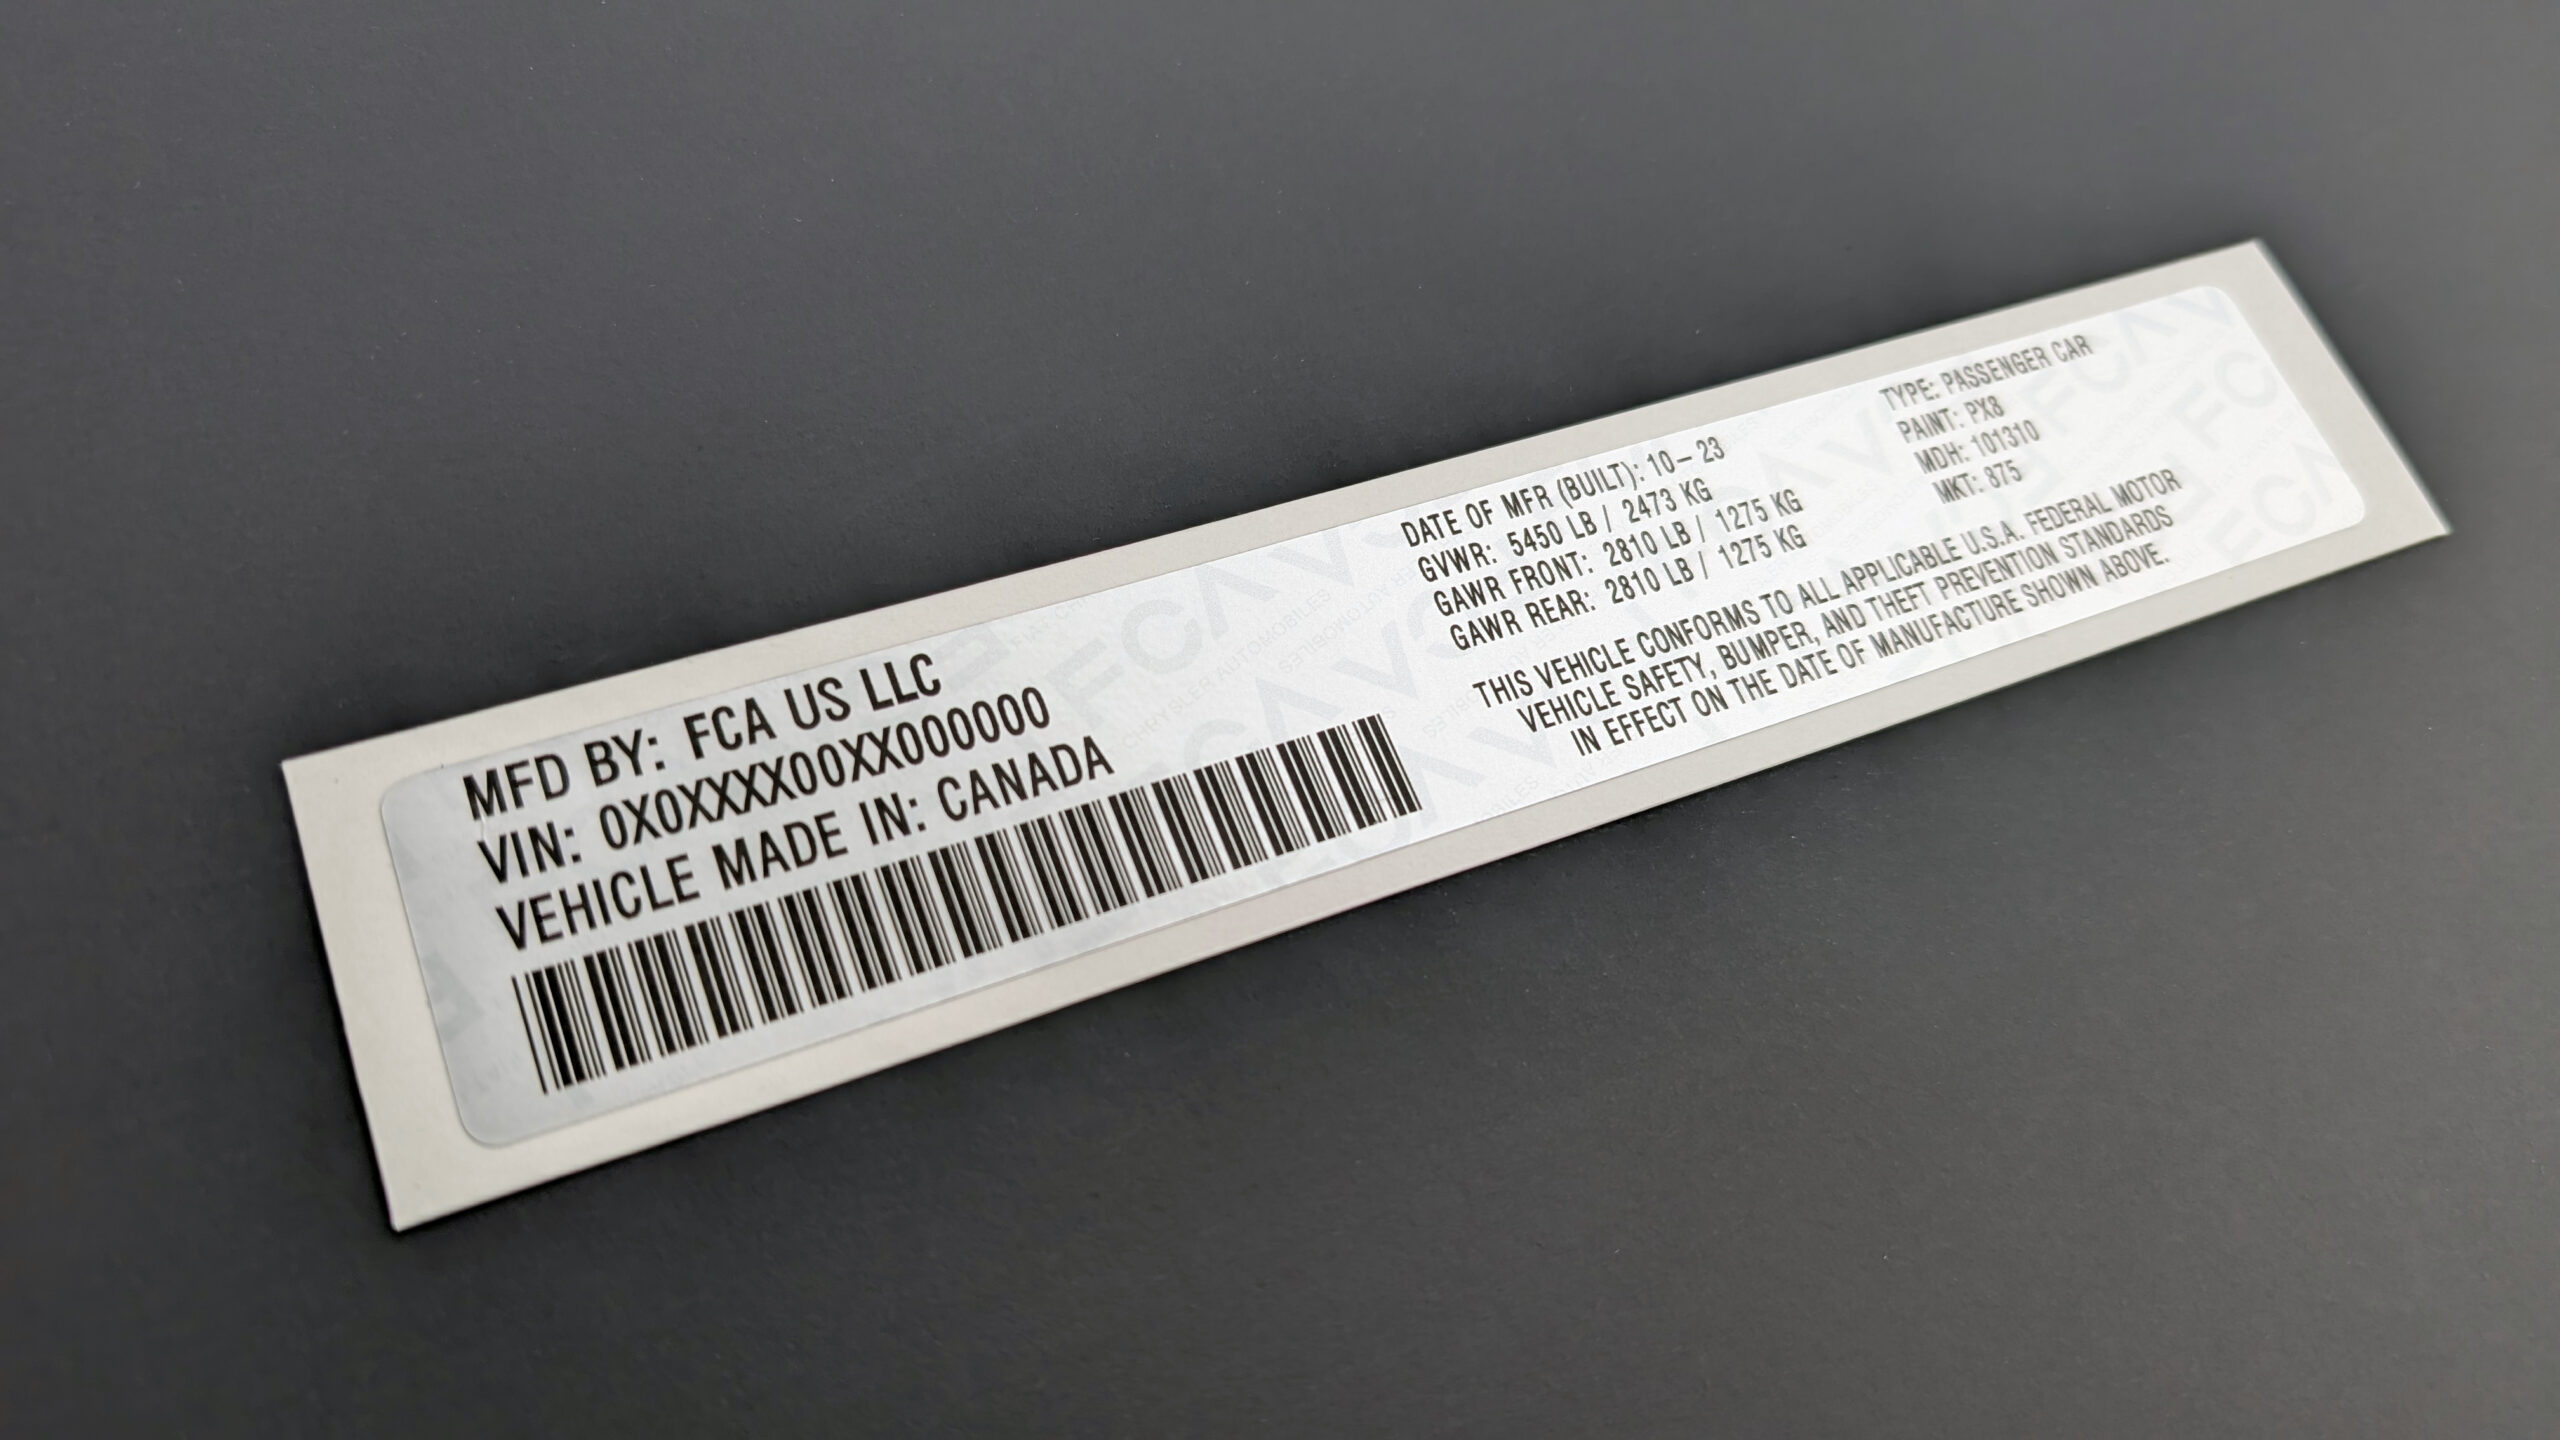 MFD BY: FCA US LLC
VIN: 0X0XXXX00XX000000
VEHICLE MADE IN: CANADA
DATE OF MFR (BUILT): 10-23
GVWR: 5450 LB / 2473 KG
GAWR FRONT: 2810 LB / 1275 KG
GAWR REAR: 2810 LB / 1275 KG
TYPE: PASSENGER CAR
PAINT: PX8
MDH: 101310
MKT: 875
THIS VEHICLE CONFORMS TO ALL APPLICABLE U.S.A. FEDERAL MOTOR
VEHICLE SAFETY, BUMPER, AND THEFT PREVENTION STANDARDS
IN EFFECT ON THE DATE OF MANUFACTURE SHOWN ABOVE.